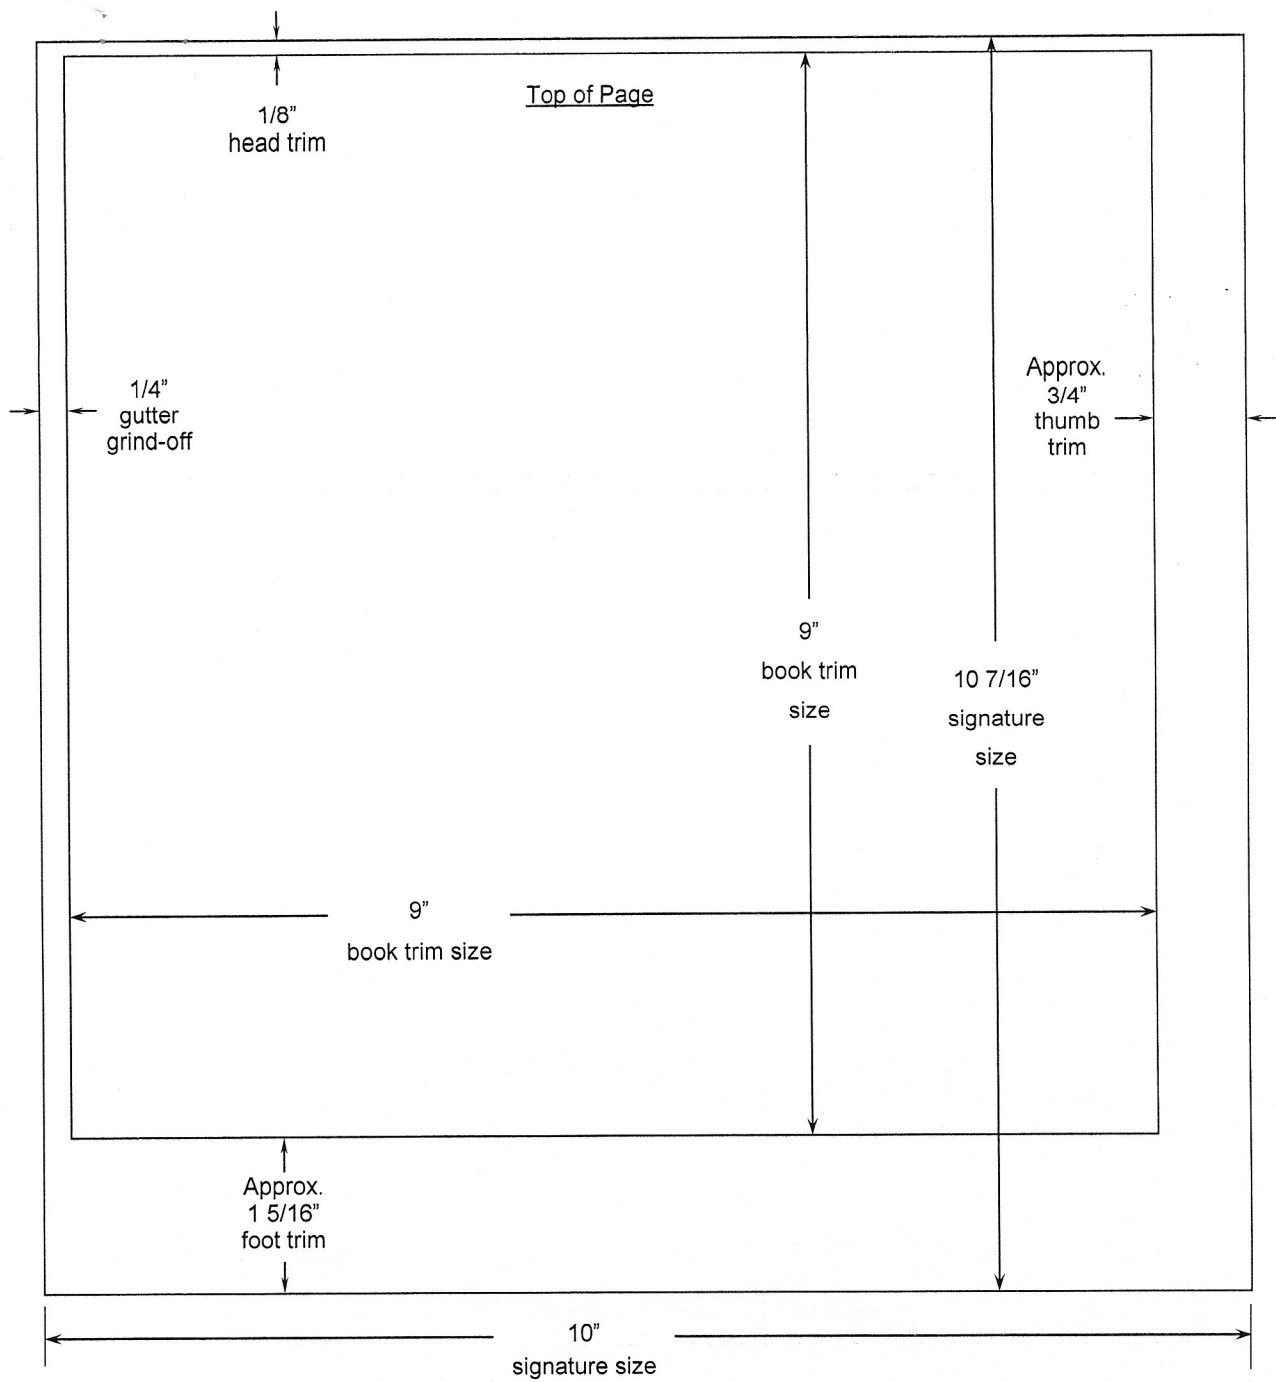 Top of Page
1/8”
head trim
1/4”
gutter
grind-off
Approx.
3/4”
thumb
trim
9”
book trim
size
10 7/16”
signature
size
9”
book trim size
Approx.
1 5/16”
foot trim
10”
signature size